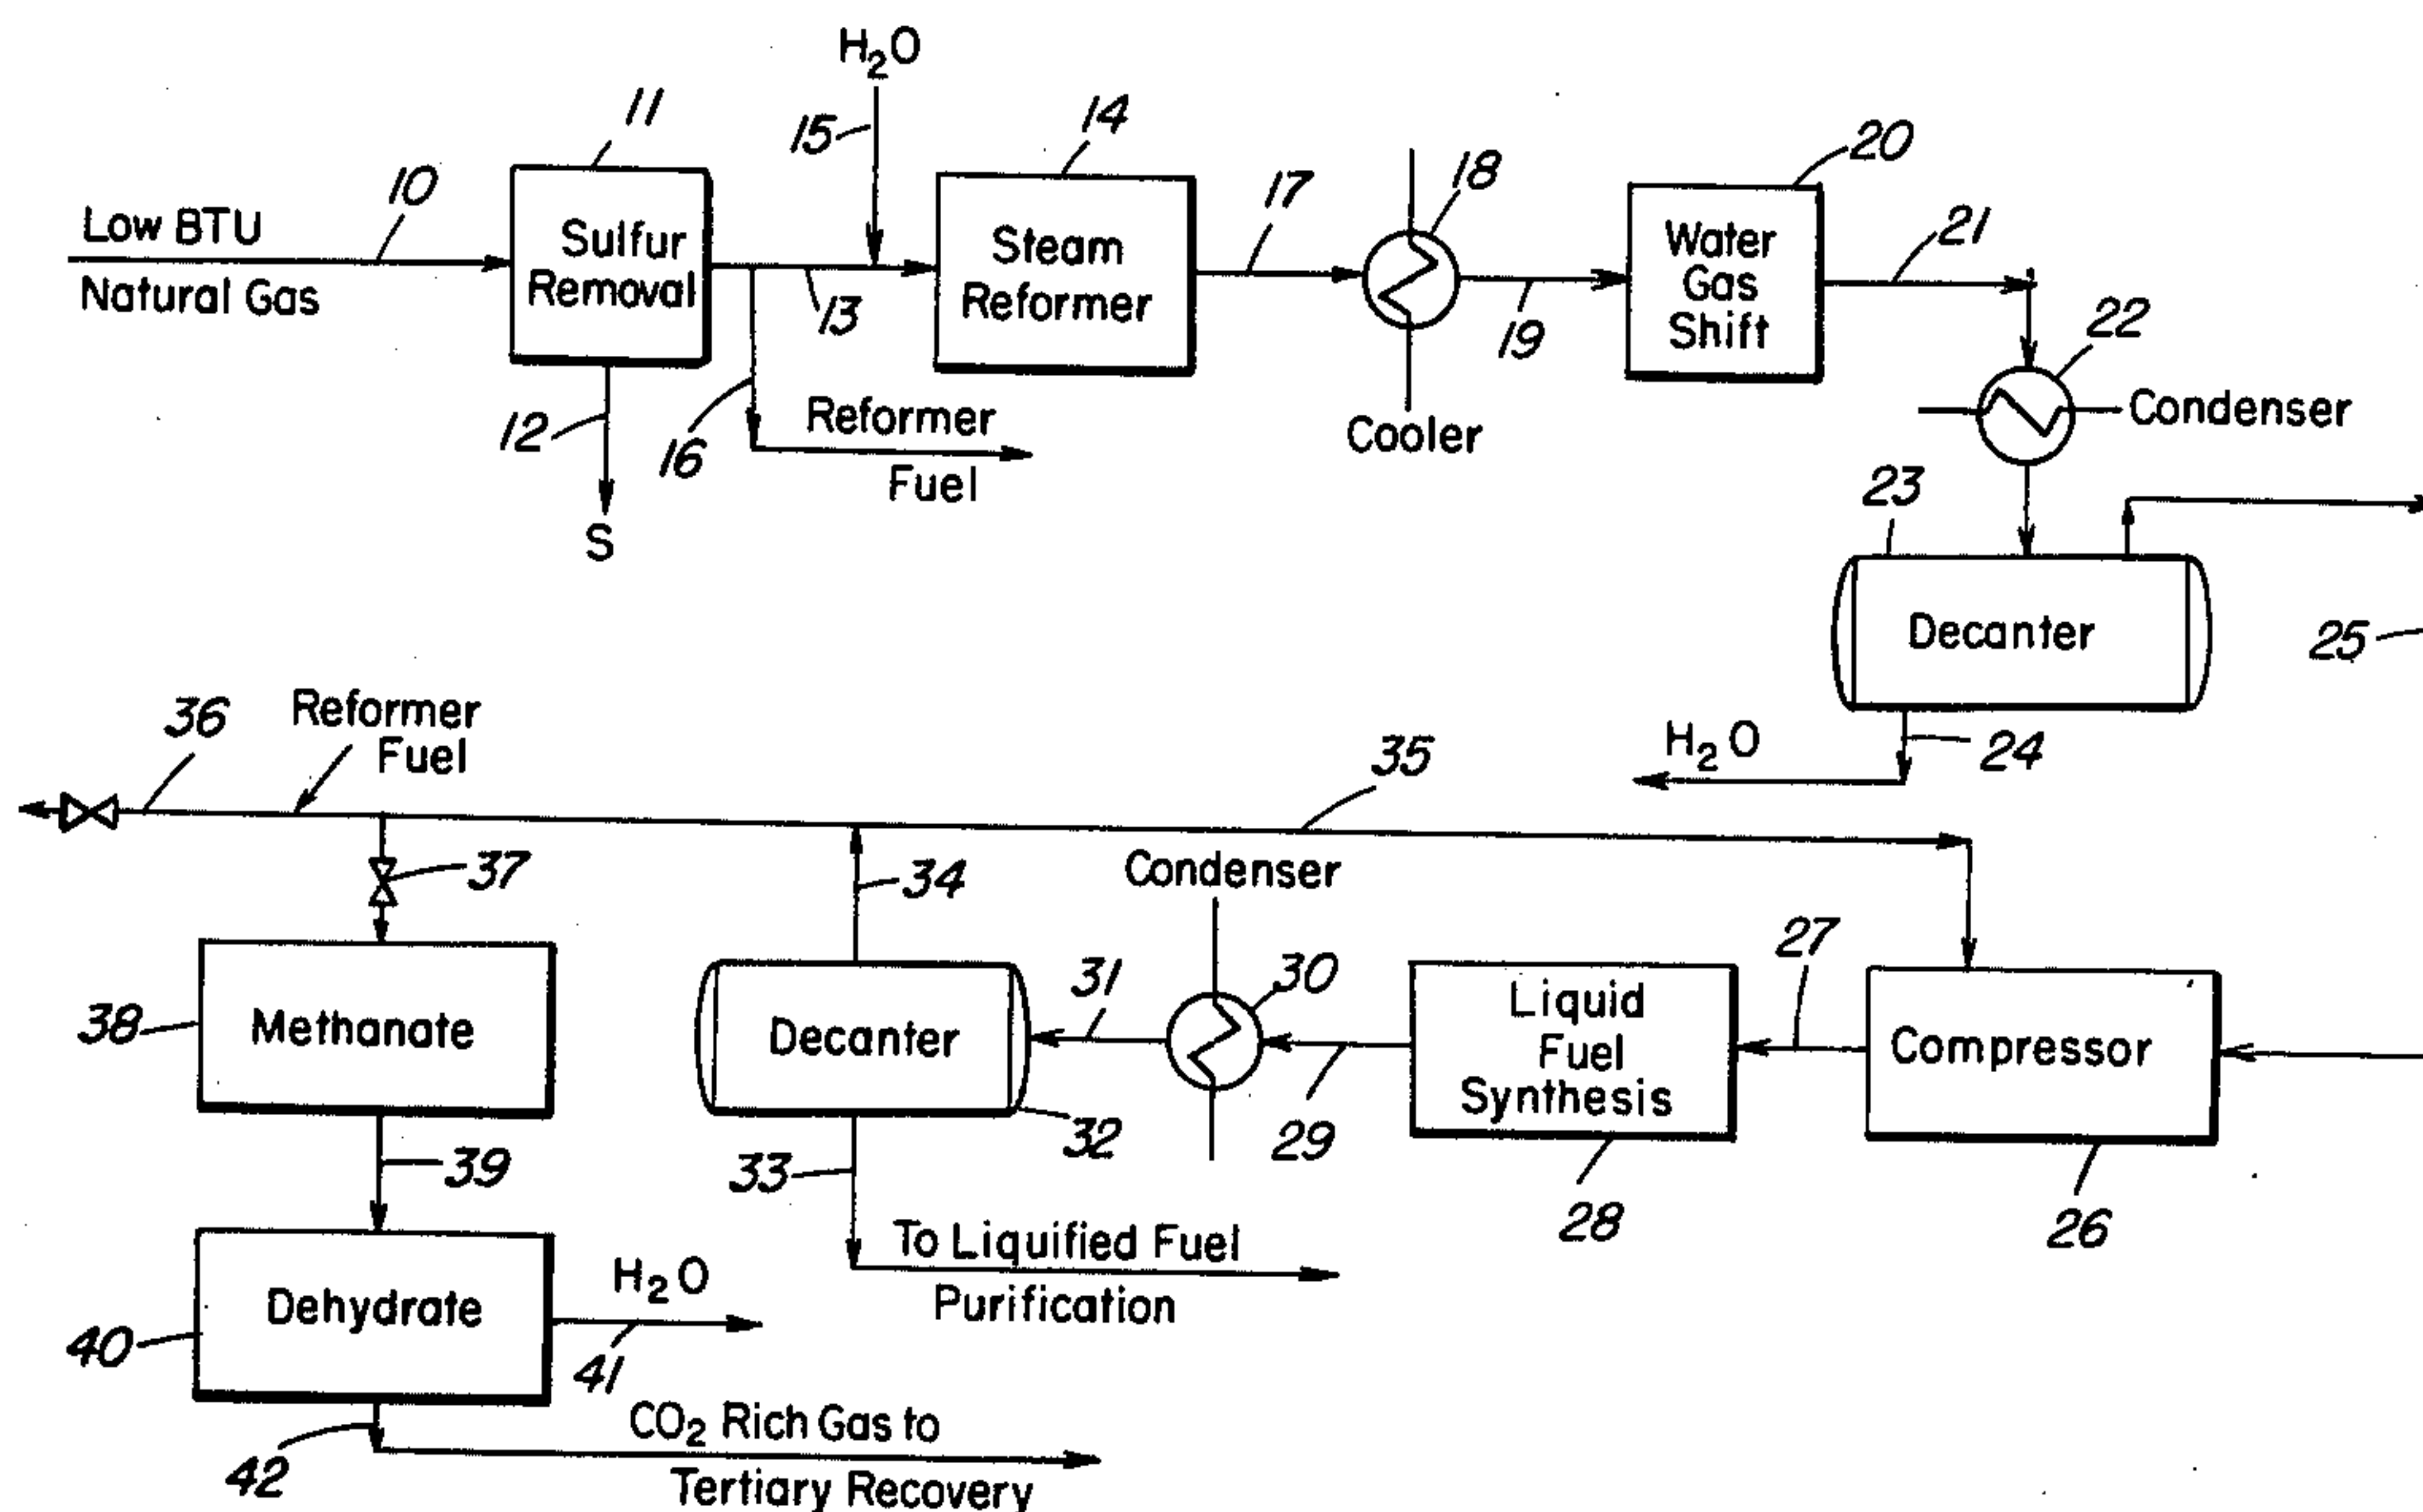 H2O
11
15
14
20
10
17
18
Low BTU
Natural Gas
Sulfur
Removal
Steam
Reformer
Water
Gas
Shift
21
13
19
22
12
16
Reformer
Fuel
Cooler
Condenser
S
23
Decanter
25
H2O
24
36
Reformer
Fuel
35
37
34
Condenser
27
38
Methanate
Decanter
31
30
Liquid
Fuel
Synthesis
Compressor
39
33
32
29
28
26
To Liquified Fuel
Purification
40
Dehydrate
H2O
41
42
CO2 Rich Gas to
Tertiary Recovery